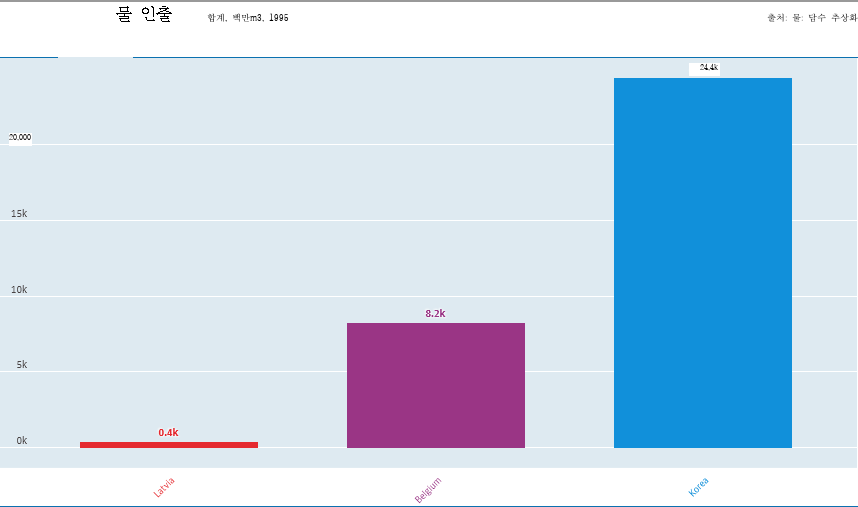 물 인출
합계, 백만m3, 1995
출처: 물: 담수 추상화
24.4k
20,000
15k
10k
8.2k
5k
0.4k
0k
Latvia
Belgium
Korea